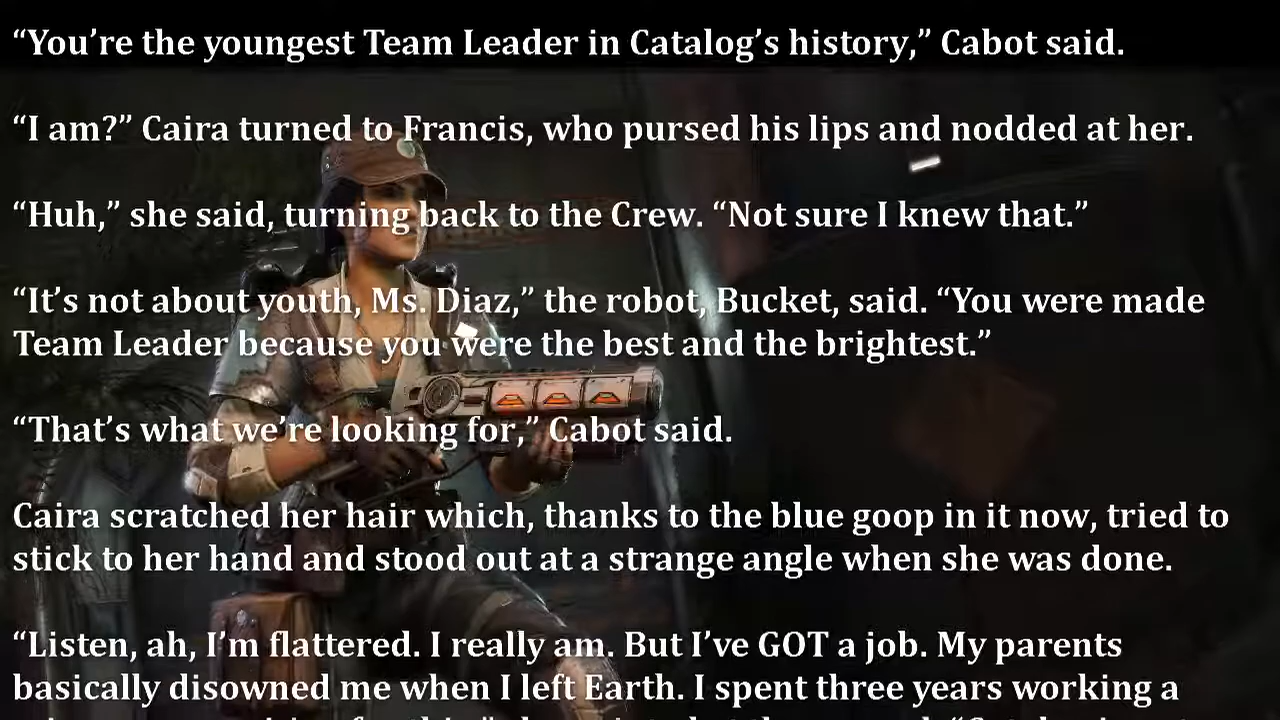 “You’re the youngest Team Leader in Catalog’s history,” Cabot said.
“I am?” Caira turned to Francis, who pursed his lips and nodded at her.
“Huh,” she said, turning back to the Crew. “Not sure I knew that.”
“It’s not about youth, Ms. Diaz,” the robot, Bucket, said. “You were made
Team Leader because you were the best and the brightest.”
“That’s what we’re looking for,” Cabot said.
Caira scratched her hair which, thanks to the blue goop in it now, tried to
stick to her hand and stood out at a strange angle when she was done.
“Listen, ah, I’m flattered. I really am. But I’ve GOT a job. My parents
basically disowned me when I left Earth. I spent three years working a